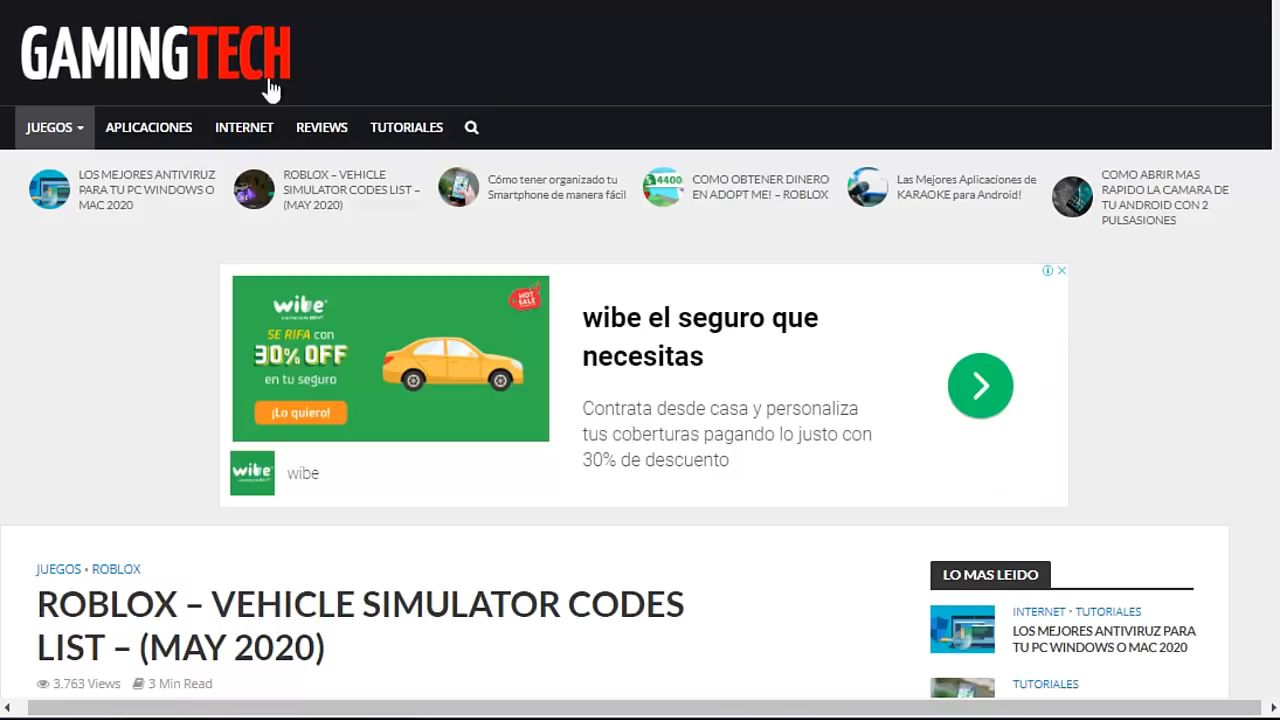 GAMINGTECH
JUEGOS
APLICACIONES
INTERNET
REVIEWS
TUTORIALES
LOS MEJORES ANTIVIRUZ
PARA TU PC WINDOWS O
MAC 2020
ROBLOX – VEHICLE
SIMULATOR CODES LIST –
(MAY 2020)
Cómo tener organizado tu
Smartphone de manera fácil
4400
COMO OBTENER DINERO
EN ADOPT ME! – ROBLOX
Las Mejores Aplicaciones de
KARAOKE para Android!
COMO ABRIR MAS
RAPIDO LA CAMARA DE
TU ANDROID CON 2
PULSASIONES
wibe
HOT
SALE
SE RIFA con
30% OFF
en tu seguro
¡Lo quiero!
wibe
wibe
wibe el seguro que
necesitas
Contrata desde casa y personaliza
tus coberturas pagando lo justo con
30% de descuento
JUEGOS • ROBLOX
ROBLOX – VEHICLE SIMULATOR CODES
LIST – (MAY 2020)
3.763 Views
3 Min Read
LO MAS LEIDO
INTERNET • TUTORIALES
LOS MEJORES ANTIVIRUZ PARA
TU PC WINDOWS O MAC 2020
TUTORIALES